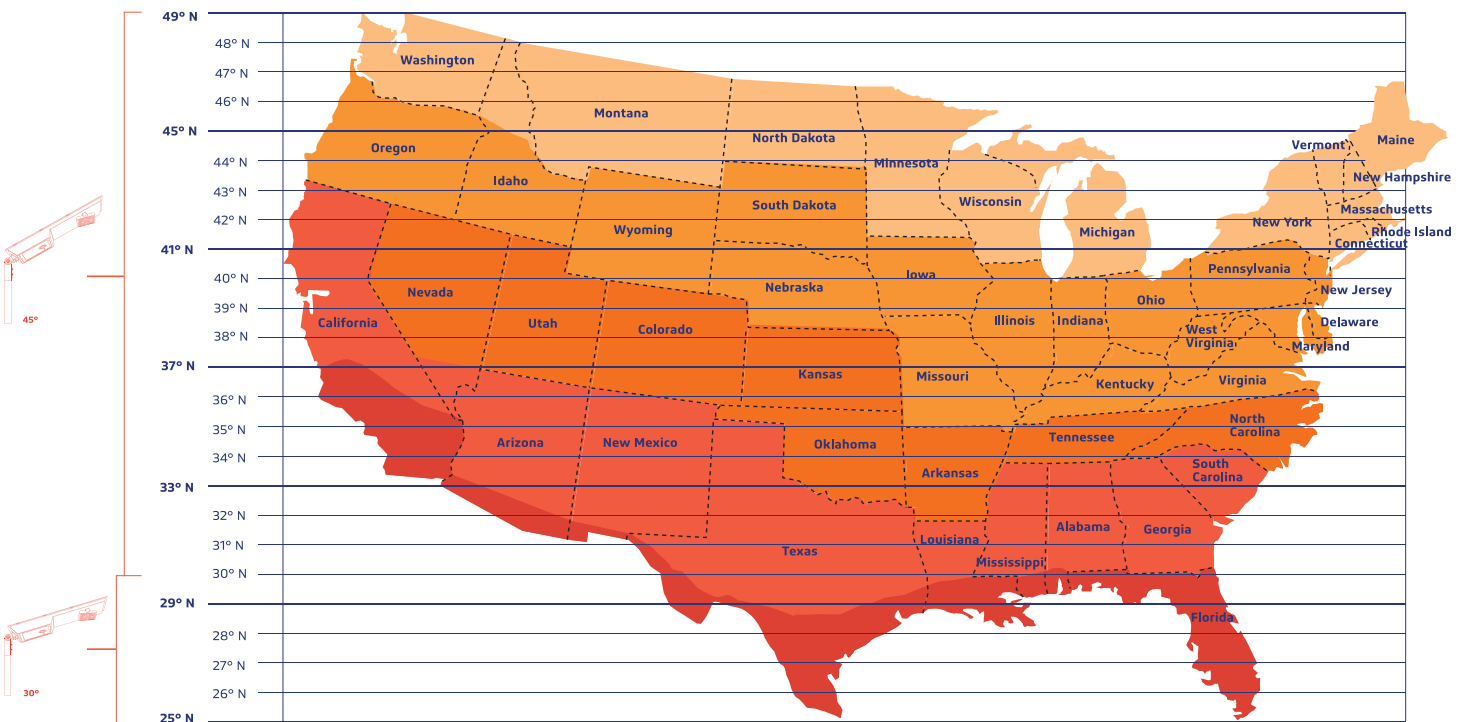 49° N
48° N
47° N
46° N
45° N
44° N
43° N
42° N
41° N
40° N
39° N
38° N
37° N
36° N
35° N
34° N
33° N
32° N
31° N
30° N
29° N
28° N
27° N
26° N
25° N
45°
30°
Washington
Montana
North Dakota
Minnesota
Oregon
Idaho
Wyoming
South Dakota
Wisconsin
Michigan
Vermont
Maine
New Hampshire
New York
Massachusetts
Rhode Island
Connecticut
Nevada
Utah
Nebraska
Iowa
Pennsylvania
New Jersey
California
Colorado
Illinois
Indiana
Ohio
West
Virginia
Delaware
Maryland
Kansas
Missouri
Kentucky
Virginia
Arizona
New Mexico
Oklahoma
Arkansas
Tennessee
North
Carolina
South
Carolina
Texas
Louisiana
Mississippi
Alabama
Georgia
Florida